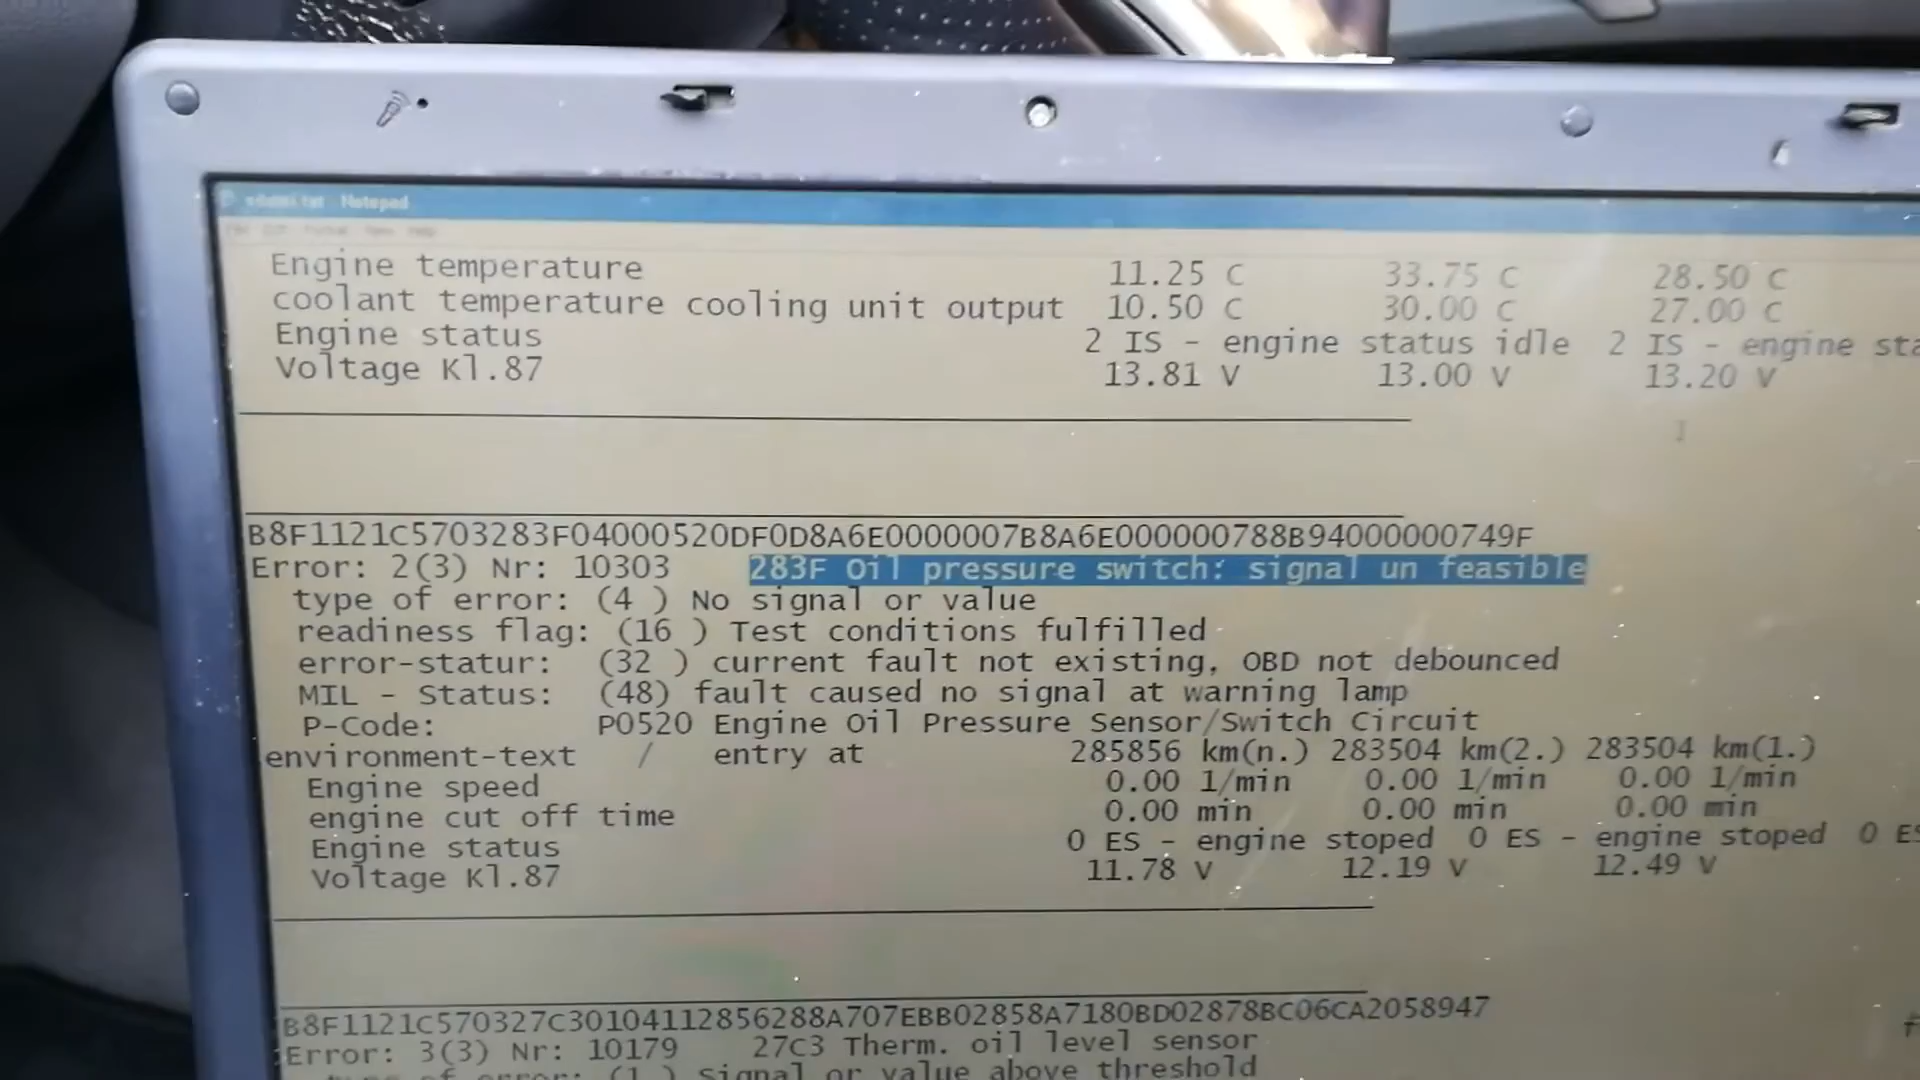 Notepad
Engine temperature 11.25 C 33.75 C 28.50 C
coolant temperature cooling unit output 10.50 C 30.00 C 27.00 C
Engine status 2 IS - engine status idle 2 IS - engine sta
Voltage Kl.87 13.81 V 13.00 V 13.20 V
B8F1121C5703283F04000520DF0D8A6E0000007B8A6E000000788B94000000749F
Error: 2(3) Nr: 10303 283F Oil pressure switch: signal un feasible
type of error: (4 ) No signal or value
readiness flag: (16 ) Test conditions fulfilled
error-statur: (32 ) current fault not existing, OBD not debounced
MIL - Status: (48) fault caused no signal at warning lamp
P-Code: P0520 Engine Oil Pressure Sensor/Switch Circuit
environment-text / entry at 285856 km(n.) 283504 km(2.) 283504 km(1.)
Engine speed 0.00 1/min 0.00 1/min 0.00 1/min
engine cut off time 0.00 min 0.00 min 0.00 min
Engine status 0 ES - engine stoped 0 ES - engine stoped 0 ES
Voltage Kl.87 11.78 V 12.19 V 12.49 V
B8F1121C570327C30104112856288A707EBB02858A7180BD02878BC06CA2058947
Error: 3(3) Nr: 10179 27C3 Therm. oil level sensor
type of error: (1 ) Signal or value above threshold